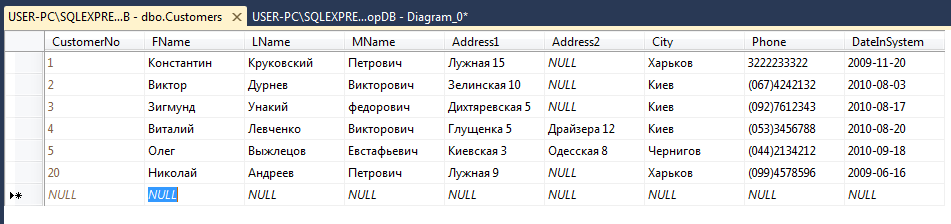 USER-PC\SQLEXPRE...B - dbo.Customers USER-PC\SQLEXPRE...opDB - Diagram_0*
CustomerNo FName LName MName Address1 Address2 City Phone DateInSystem
1 Константин Круковский Петрович Лужная 15 NULL Харьков 3222233322 2009-11-20
2 Виктор Дурнев Викторович Зелинская 10 NULL Киев (067)4242132 2010-08-03
3 Зигмунд Унакий федорович Дихтяревская 5 NULL Киев (092)7612343 2010-08-17
4 Виталий Левченко Викторович Глущенка 5 Драйзера 12 Киев (053)3456788 2010-08-20
5 Олег Выжлецов Евстафьевич Киевская 3 Одесская 8 Чернигов (044)2134212 2010-09-18
20 Николай Андреев Петрович Лужная 9 NULL Харьков (099)4578596 2009-06-16
NULL NULL NULL NULL NULL NULL NULL NULL NULL